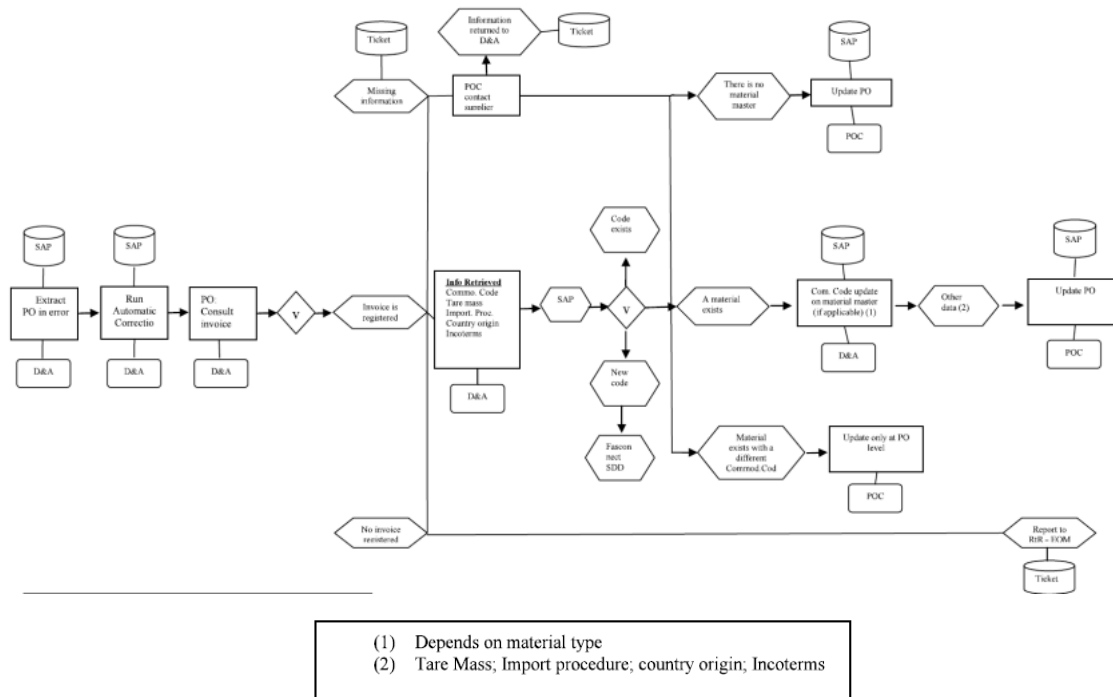 Ticket
Information
returned to
D&A
Ticket
Missing
information
POC
contact
supplier
There is no
material
master
SAP
Update PO
POC
SAP
Extract
PO in error
D&A
SAP
Run
Automatic
Correctio
D&A
PO:
Consult
invoice
D&A
V
Invoice is
registered
Info Retrieved
Commo. Code
Tare mass
Import. Proc.
Country origin
Incoterms
D&A
SAP
Code
exists
V
New
code
Fascon
nect
SDD
A material
exists
SAP
Com. Code update
on material master
(if applicable) (1)
D&A
Other
data (2)
SAP
Update PO
POC
Material
exists with a
different
Commod.Cod
Update only at PO
level
POC
No invoice
registered
Report to
RtR – EOM
Ticket
(1) Depends on material type
(2) Tare Mass; Import procedure; country origin; Incoterms